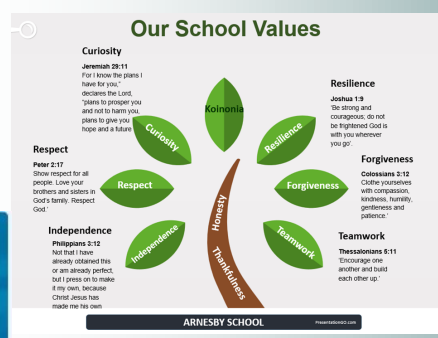 Our School Values
Curiosity
Jeremiah 29:11
For I know the plans I
have for you,"
declares the Lord,
"plans to prosper you
and not to harm you,
plans to give you
hope and a future
Respect
Peter 2:17
Show respect for all
people. Love your
brothers and sisters in
God's family. Respect
God.'
Independence
Philippians 3:12
Not that I have
already obtained this
or am already perfect,
but I press on to make
it my own, because
Christ Jesus has
made me his own
Koinonia
Curiosity
Resilience
Respect
Forgiveness
Independence
Teamwork
Honesty
Thankfulness
Resilience
Joshua 1:9
'Be strong and
courageous; do not
be frightened God is
with you wherever
you go'.
Forgiveness
Colossians 3:12
Clothe yourselves
with compassion,
kindness, humility,
gentleness and
patience.'
Teamwork
Thessalonians 5:11
'Encourage one
another and build
each other up.'
ARNESBY SCHOOL
PresentationGO.com